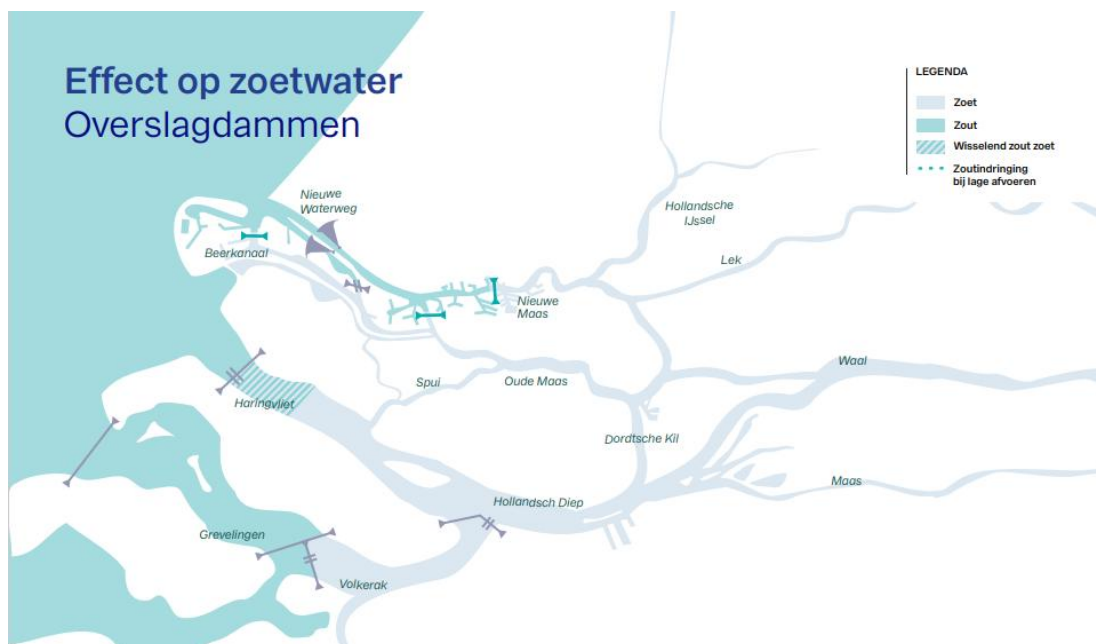 Effect op zoetwater
Overslagdammen
LEGENDA
Zoet
Zout
Wisselend zout zoet
Zoutindringing
bij lage afvoeren
Nieuwe
Waterweg
Hollandsche
IJssel
Beerkanaal
Lek
Nieuwe
Maas
Waal
Spui
Oude Maas
Haringvliet
Dordtsche Kil
Maas
Hollandsch Diep
Grevelingen
Volkerak